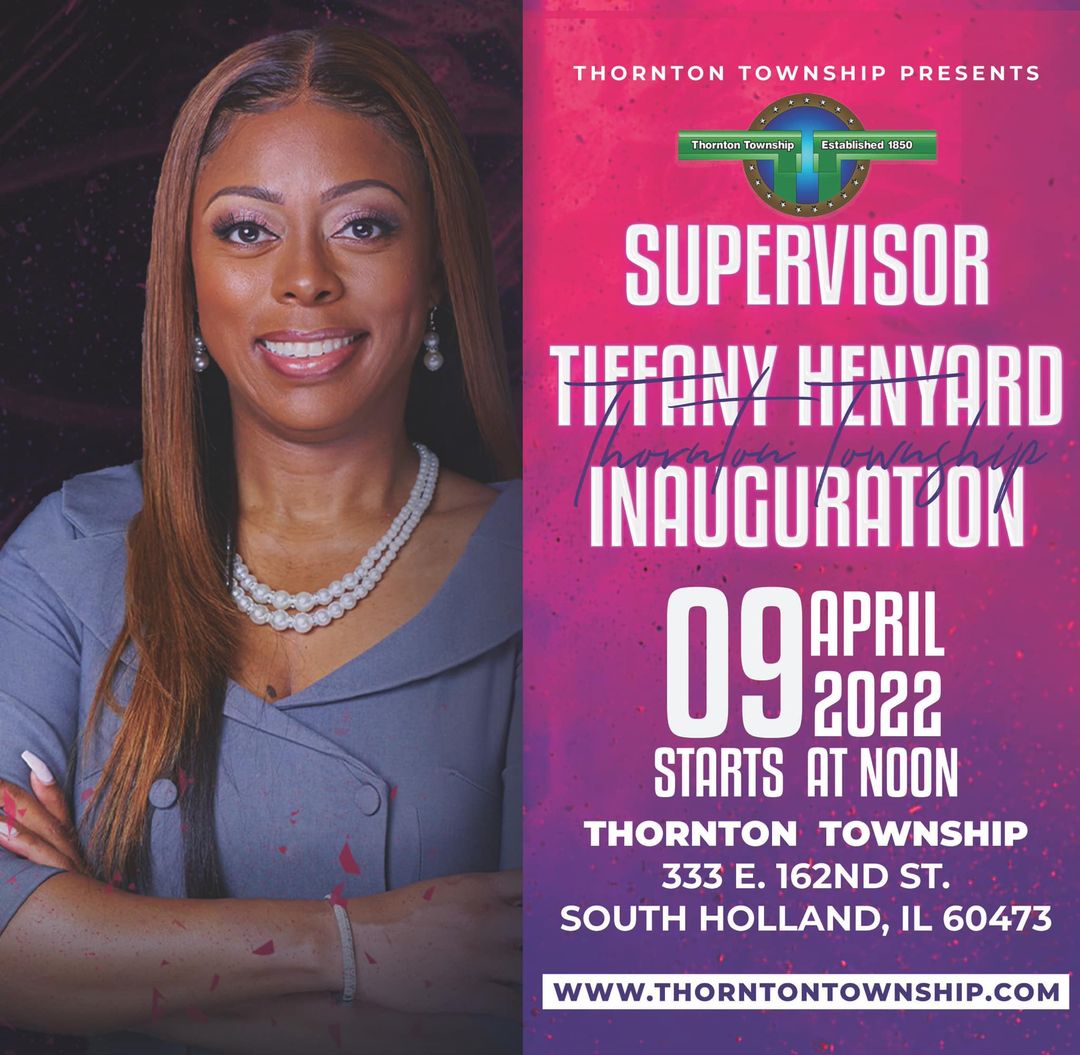 THORNTON TOWNSHIP PRESENTS
Thornton Township Established 1850
SUPERVISOR
TIFFANY HENYARD
Thornton Township
INAUGURATION
09 APRIL
2022
STARTS AT NOON
THORNTON TOWNSHIP
333 E. 162ND ST.
SOUTH HOLLAND, IL 60473
WWW.THORNTONTOWNSHIP.COM